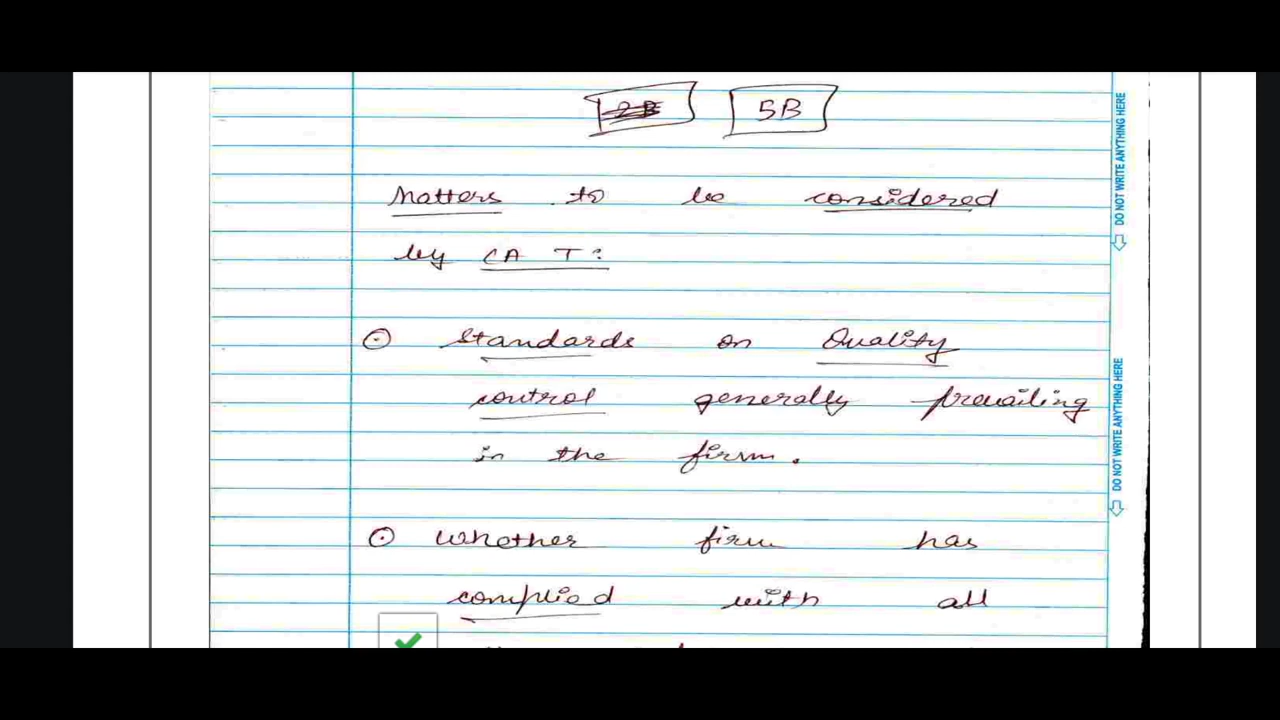 2B 5B
Matters to be considered
by CA T:
Standards on Quality
control generally prevailing
in the firm.
Whether firm has
complied with all
DO NOT WRITE ANYTHING HERE
DO NOT WRITE ANYTHING HERE